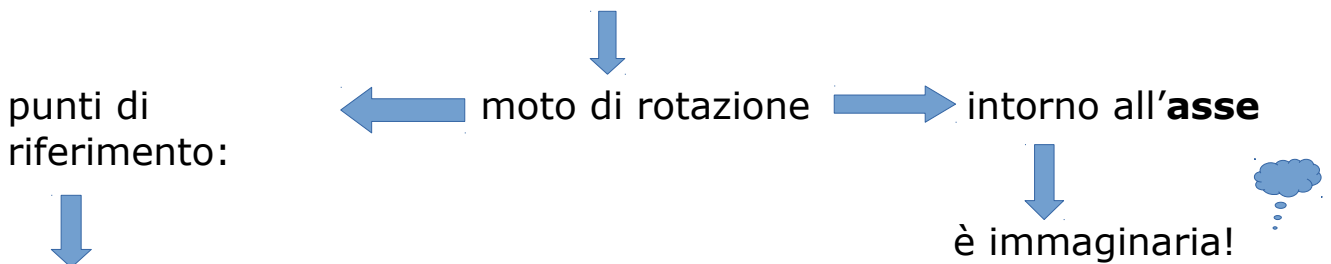 punti di
riferimento:
moto di rotazione
intorno all’asse
è immaginaria!